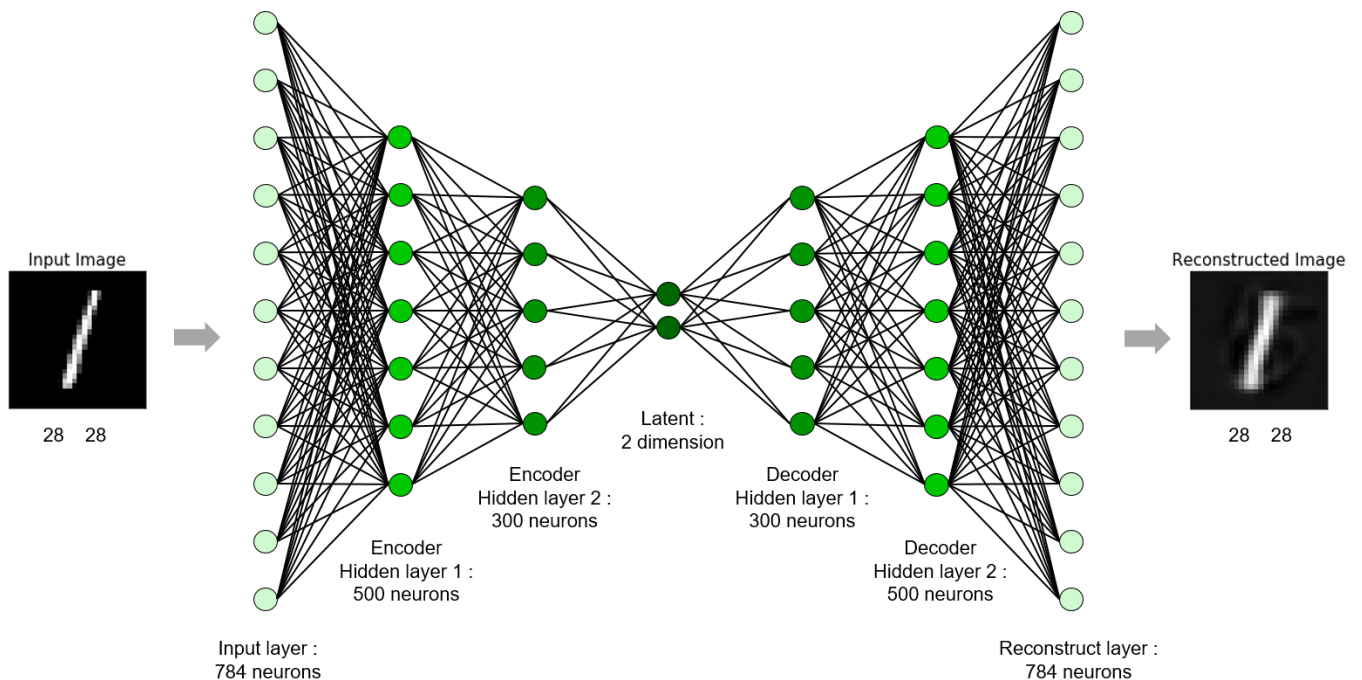 Input Image
28 28
Input layer :
784 neurons
Encoder
Hidden layer 1 :
500 neurons
Encoder
Hidden layer 2 :
300 neurons
Latent :
2 dimension
Decoder
Hidden layer 1 :
300 neurons
Decoder
Hidden layer 2 :
500 neurons
Reconstruct layer :
784 neurons
Reconstructed Image
28 28